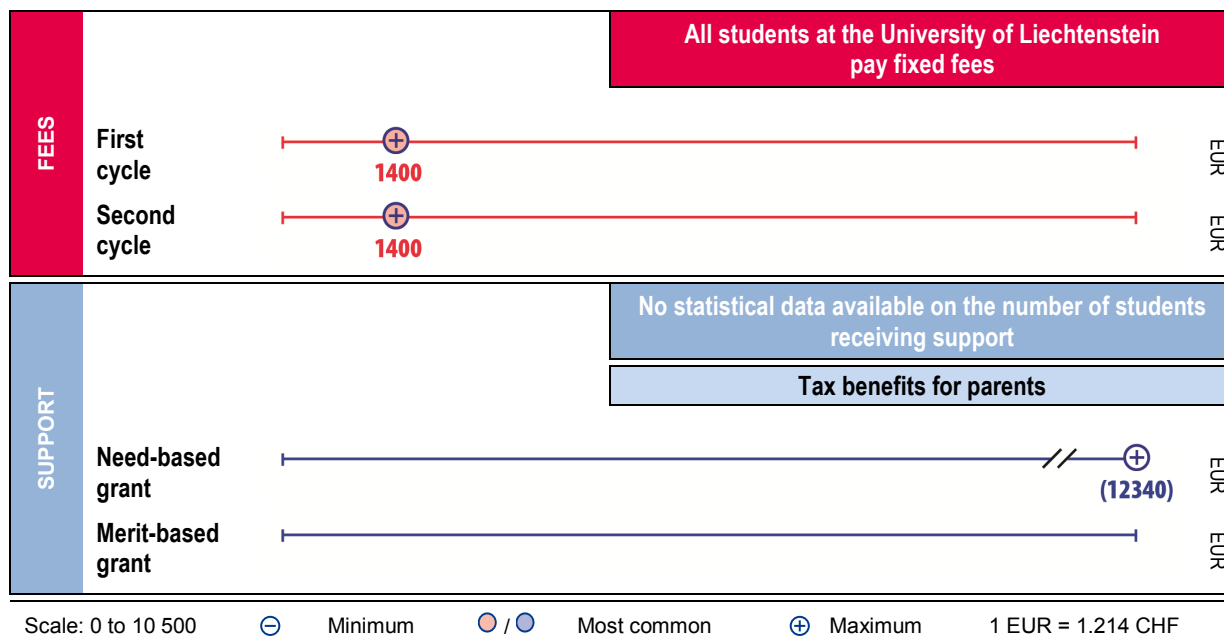 All students at the University of Liechtenstein
pay fixed fees
FEES
First
cycle
1400
EUR
Second
cycle
1400
EUR
No statistical data available on the number of students
receiving support
Tax benefits for parents
SUPPORT
Need-based
grant
(12340)
EUR
Merit-based
grant
EUR
Scale: 0 to 10 500 Minimum / Most common Maximum 1 EUR = 1.214 CHF